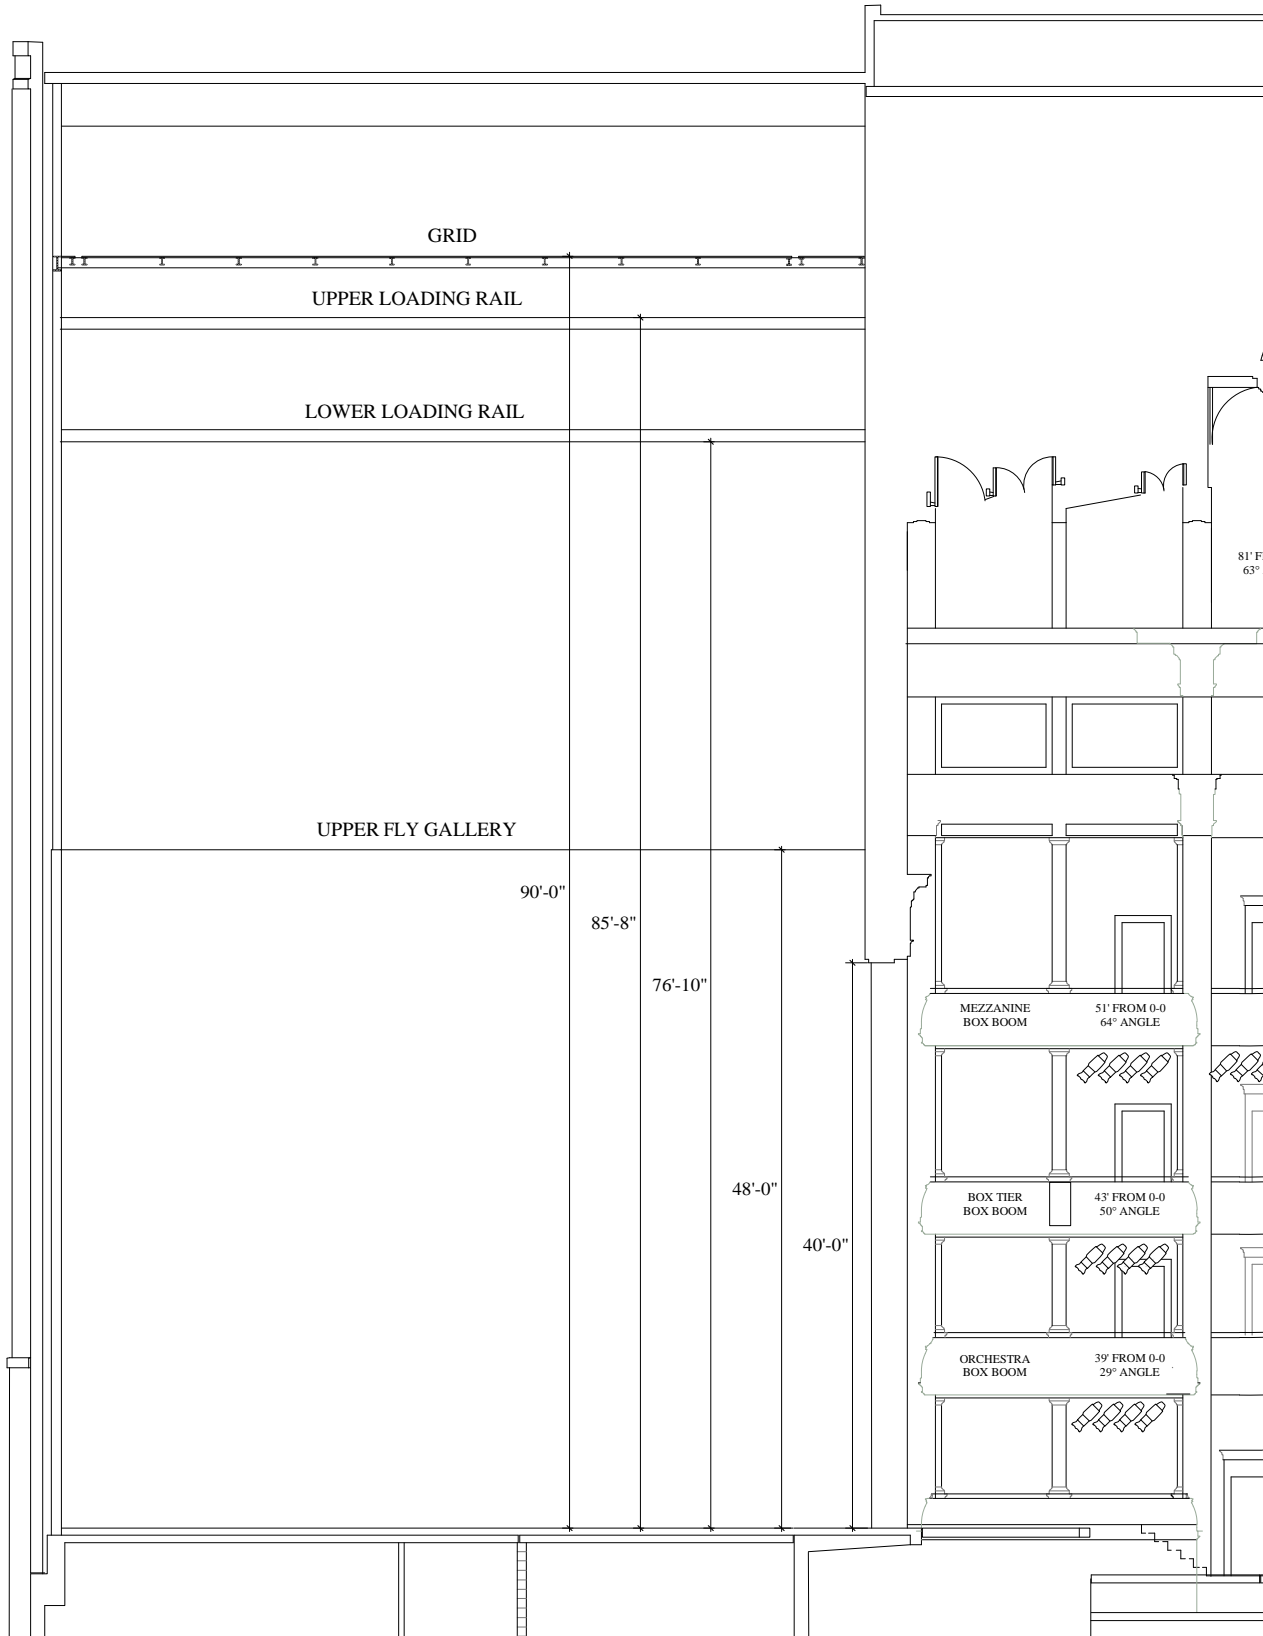 GRID
UPPER LOADING RAIL
LOWER LOADING RAIL
81' F
63°
UPPER FLY GALLERY
90'-0"
85'-8"
76'-10"
MEZZANINE
BOX BOOM
51' FROM 0-0
64° ANGLE
48'-0"
BOX TIER
BOX BOOM
43' FROM 0-0
50° ANGLE
40'-0"
ORCHESTRA
BOX BOOM
39' FROM 0-0
29° ANGLE